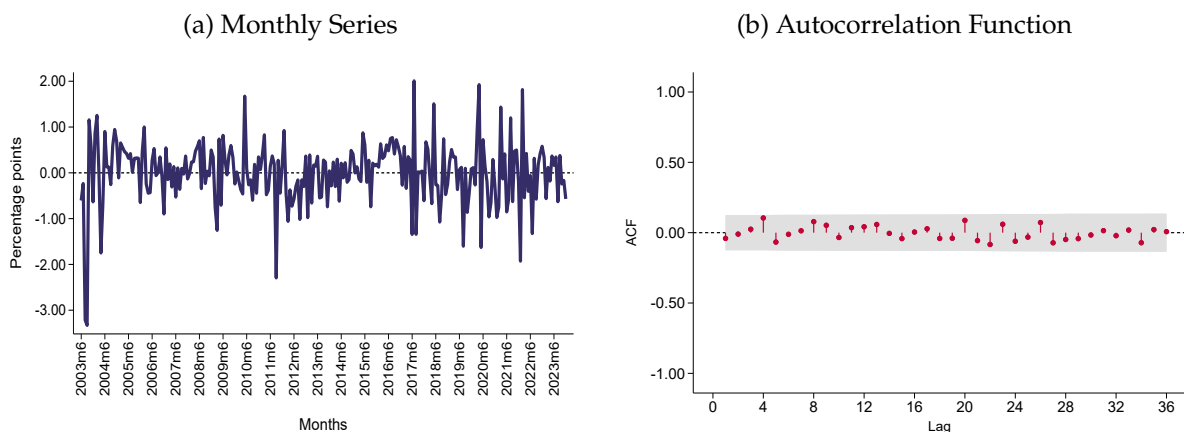 (a) Monthly Series
Percentage points
2.00
1.00
0.00
-1.00
-2.00
-3.00
2003m6
2004m6
2005m6
2006m6
2007m6
2008m6
2009m6
2010m6
2011m6
2012m6
2013m6
2014m6
2015m6
2016m6
2017m6
2018m6
2019m6
2020m6
2021m6
2022m6
2023m6
Months
(b) Autocorrelation Function
ACF
1.00
0.50
0.00
-0.50
-1.00
0 4 8 12 16 20 24 28 32 36
Lag